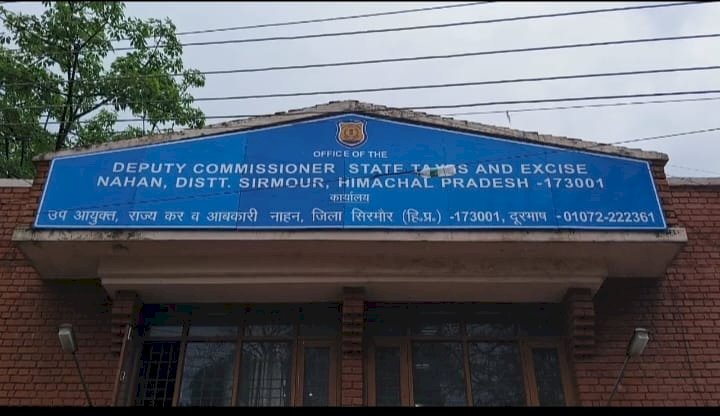 OFFICE OF THE
DEPUTY COMMISSIONER STATE TAXES AND EXCISE
NAHAN, DISTT. SIRMOUR, HIMACHAL PRADESH -173001
कार्यालय
उप आयुक्त, राज्य कर व आबकारी नाहन, जिला सिरमौर (हि.प्र.) -173001, दूरभाष -01072-222361